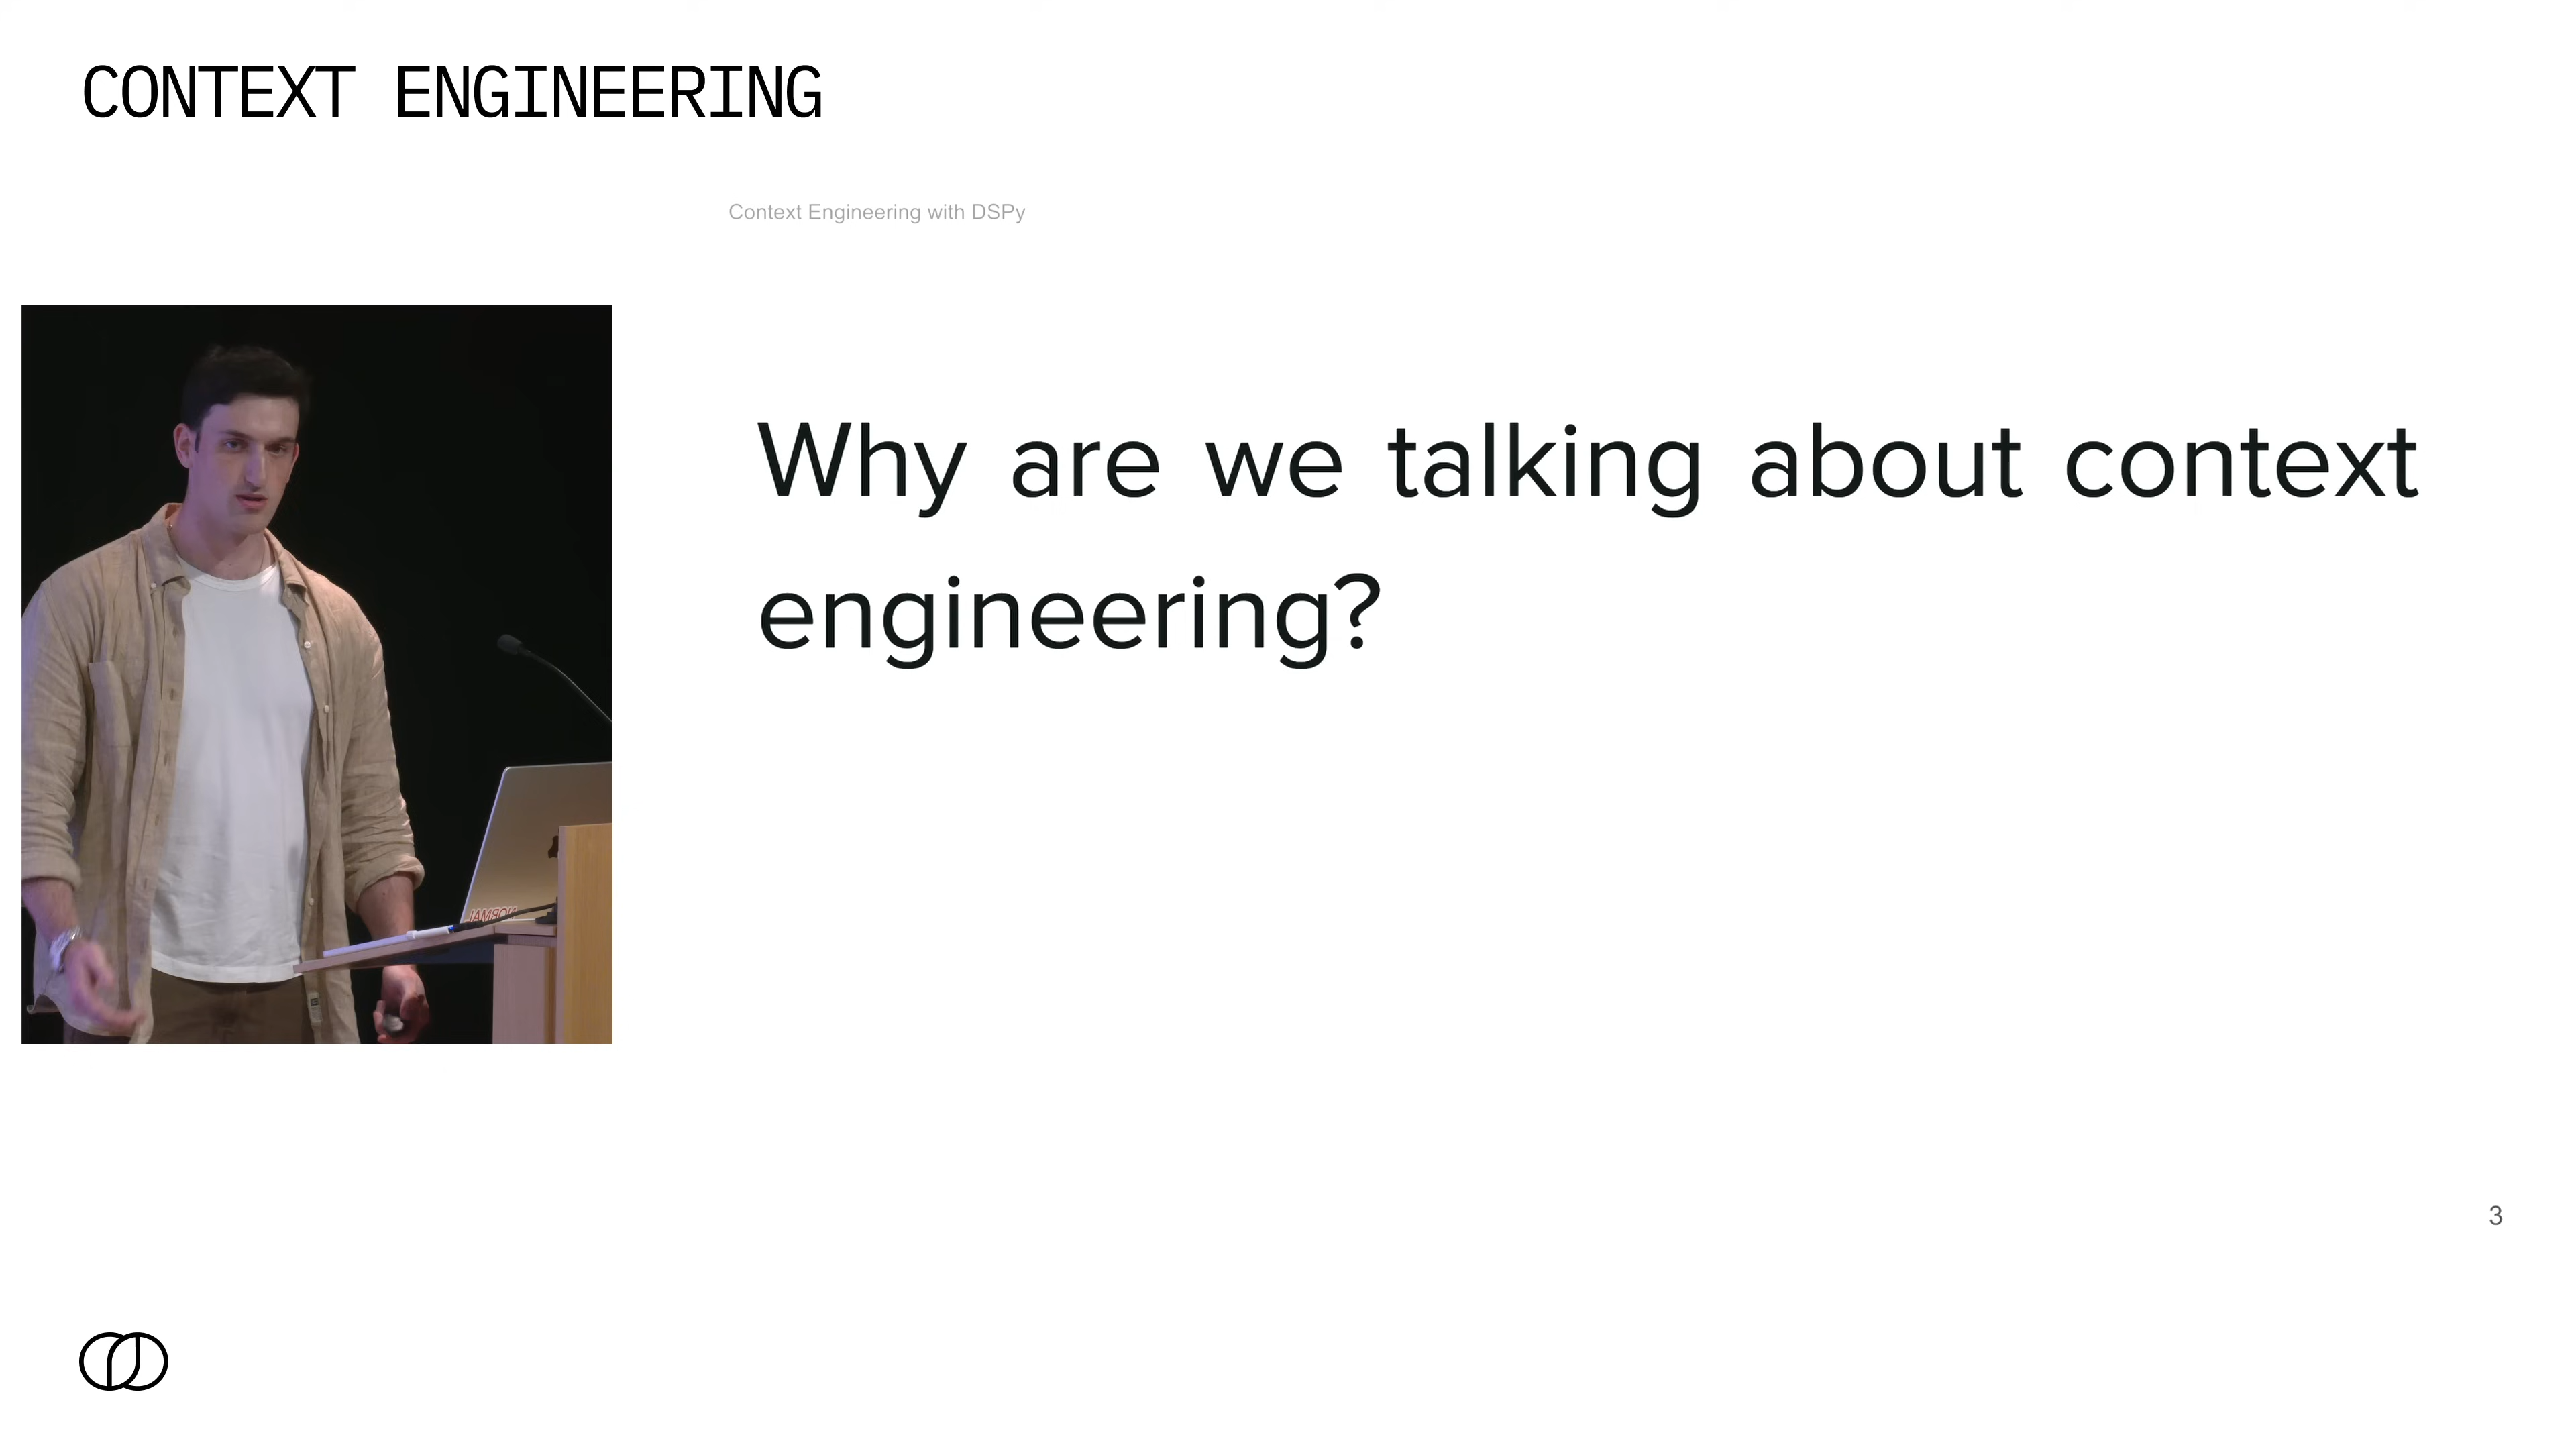 CONTEXT ENGINEERING
Context Engineering with DSPy
Why are we talking about context
engineering?
3